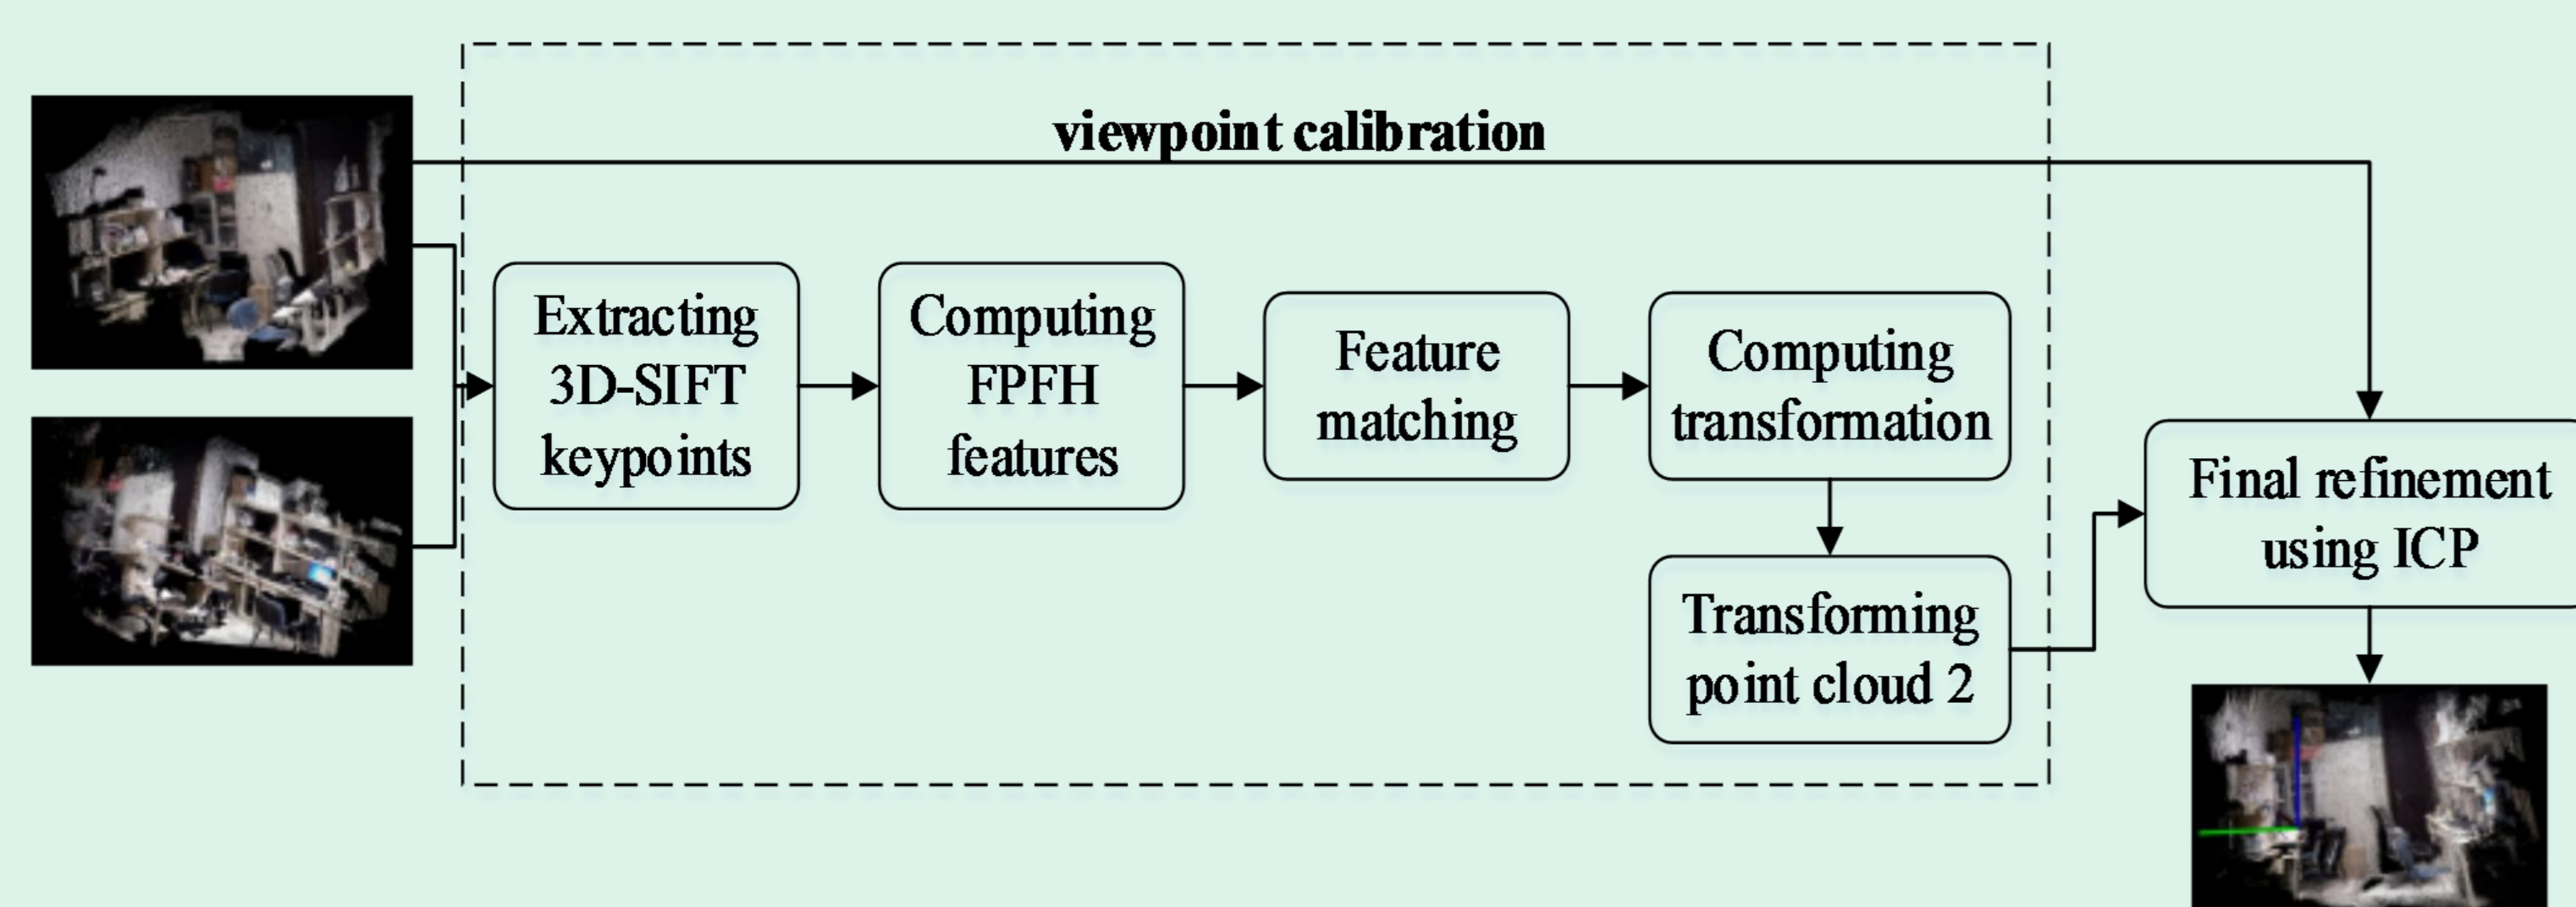 viewpoint calibration
Extracting
3D-SIFT
keypoints
Computing
FPFH
features
Feature
matching
Computing
transformation
Transforming
point cloud 2
Final refinement
using ICP